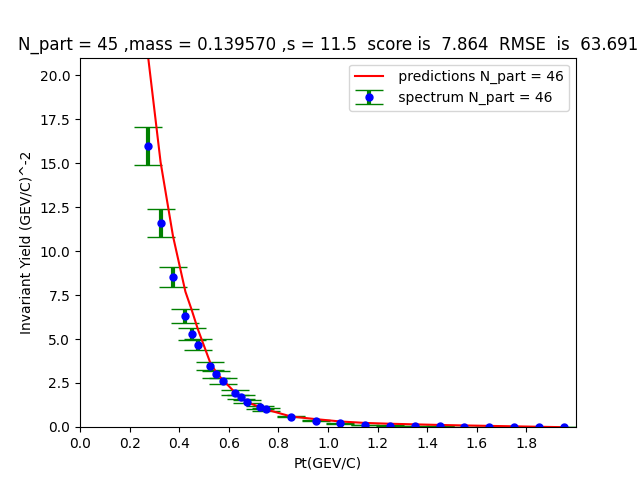 N_part = 45 ,mass = 0.139570 ,s = 11.5  score is  7.864  RMSE  is  63.691
predictions N_part = 46
spectrum N_part = 46
Invariant Yield (GEV/C)^-2
20.0
17.5
15.0
12.5
10.0
7.5
5.0
2.5
0.0
0.0 0.2 0.4 0.6 0.8 1.0 1.2 1.4 1.6 1.8
Pt(GEV/C)